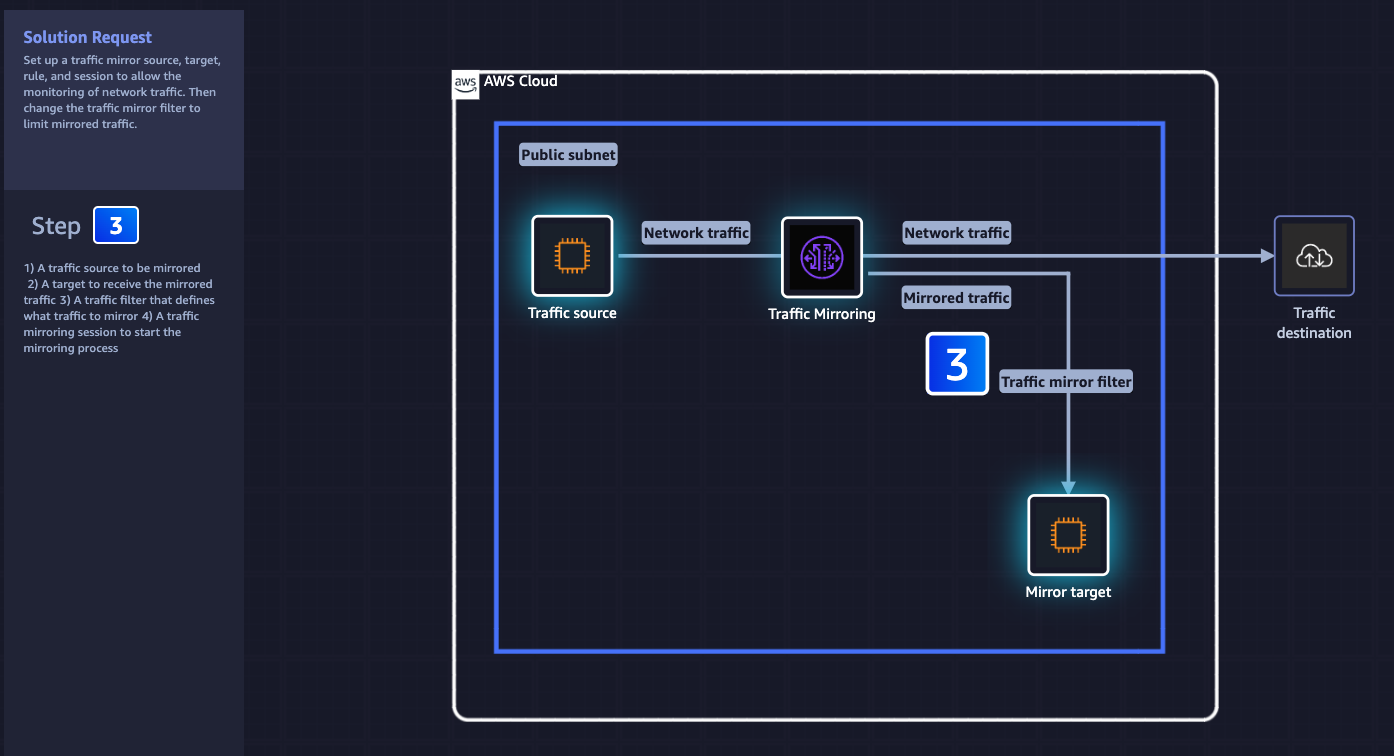 Solution Request
Set up a traffic mirror source, target,
rule, and session to allow the
monitoring of network traffic. Then
change the traffic mirror filter to
limit mirrored traffic.
Step 3
1) A traffic source to be mirrored
2) A target to receive the mirrored
traffic 3) A traffic filter that defines
what traffic to mirror 4) A traffic
mirroring session to start the
mirroring process
aws AWS Cloud
Public subnet
Network traffic
Network traffic
Traffic source
Traffic Mirroring
Mirrored traffic
Traffic
destination
3
Traffic mirror filter
Mirror target